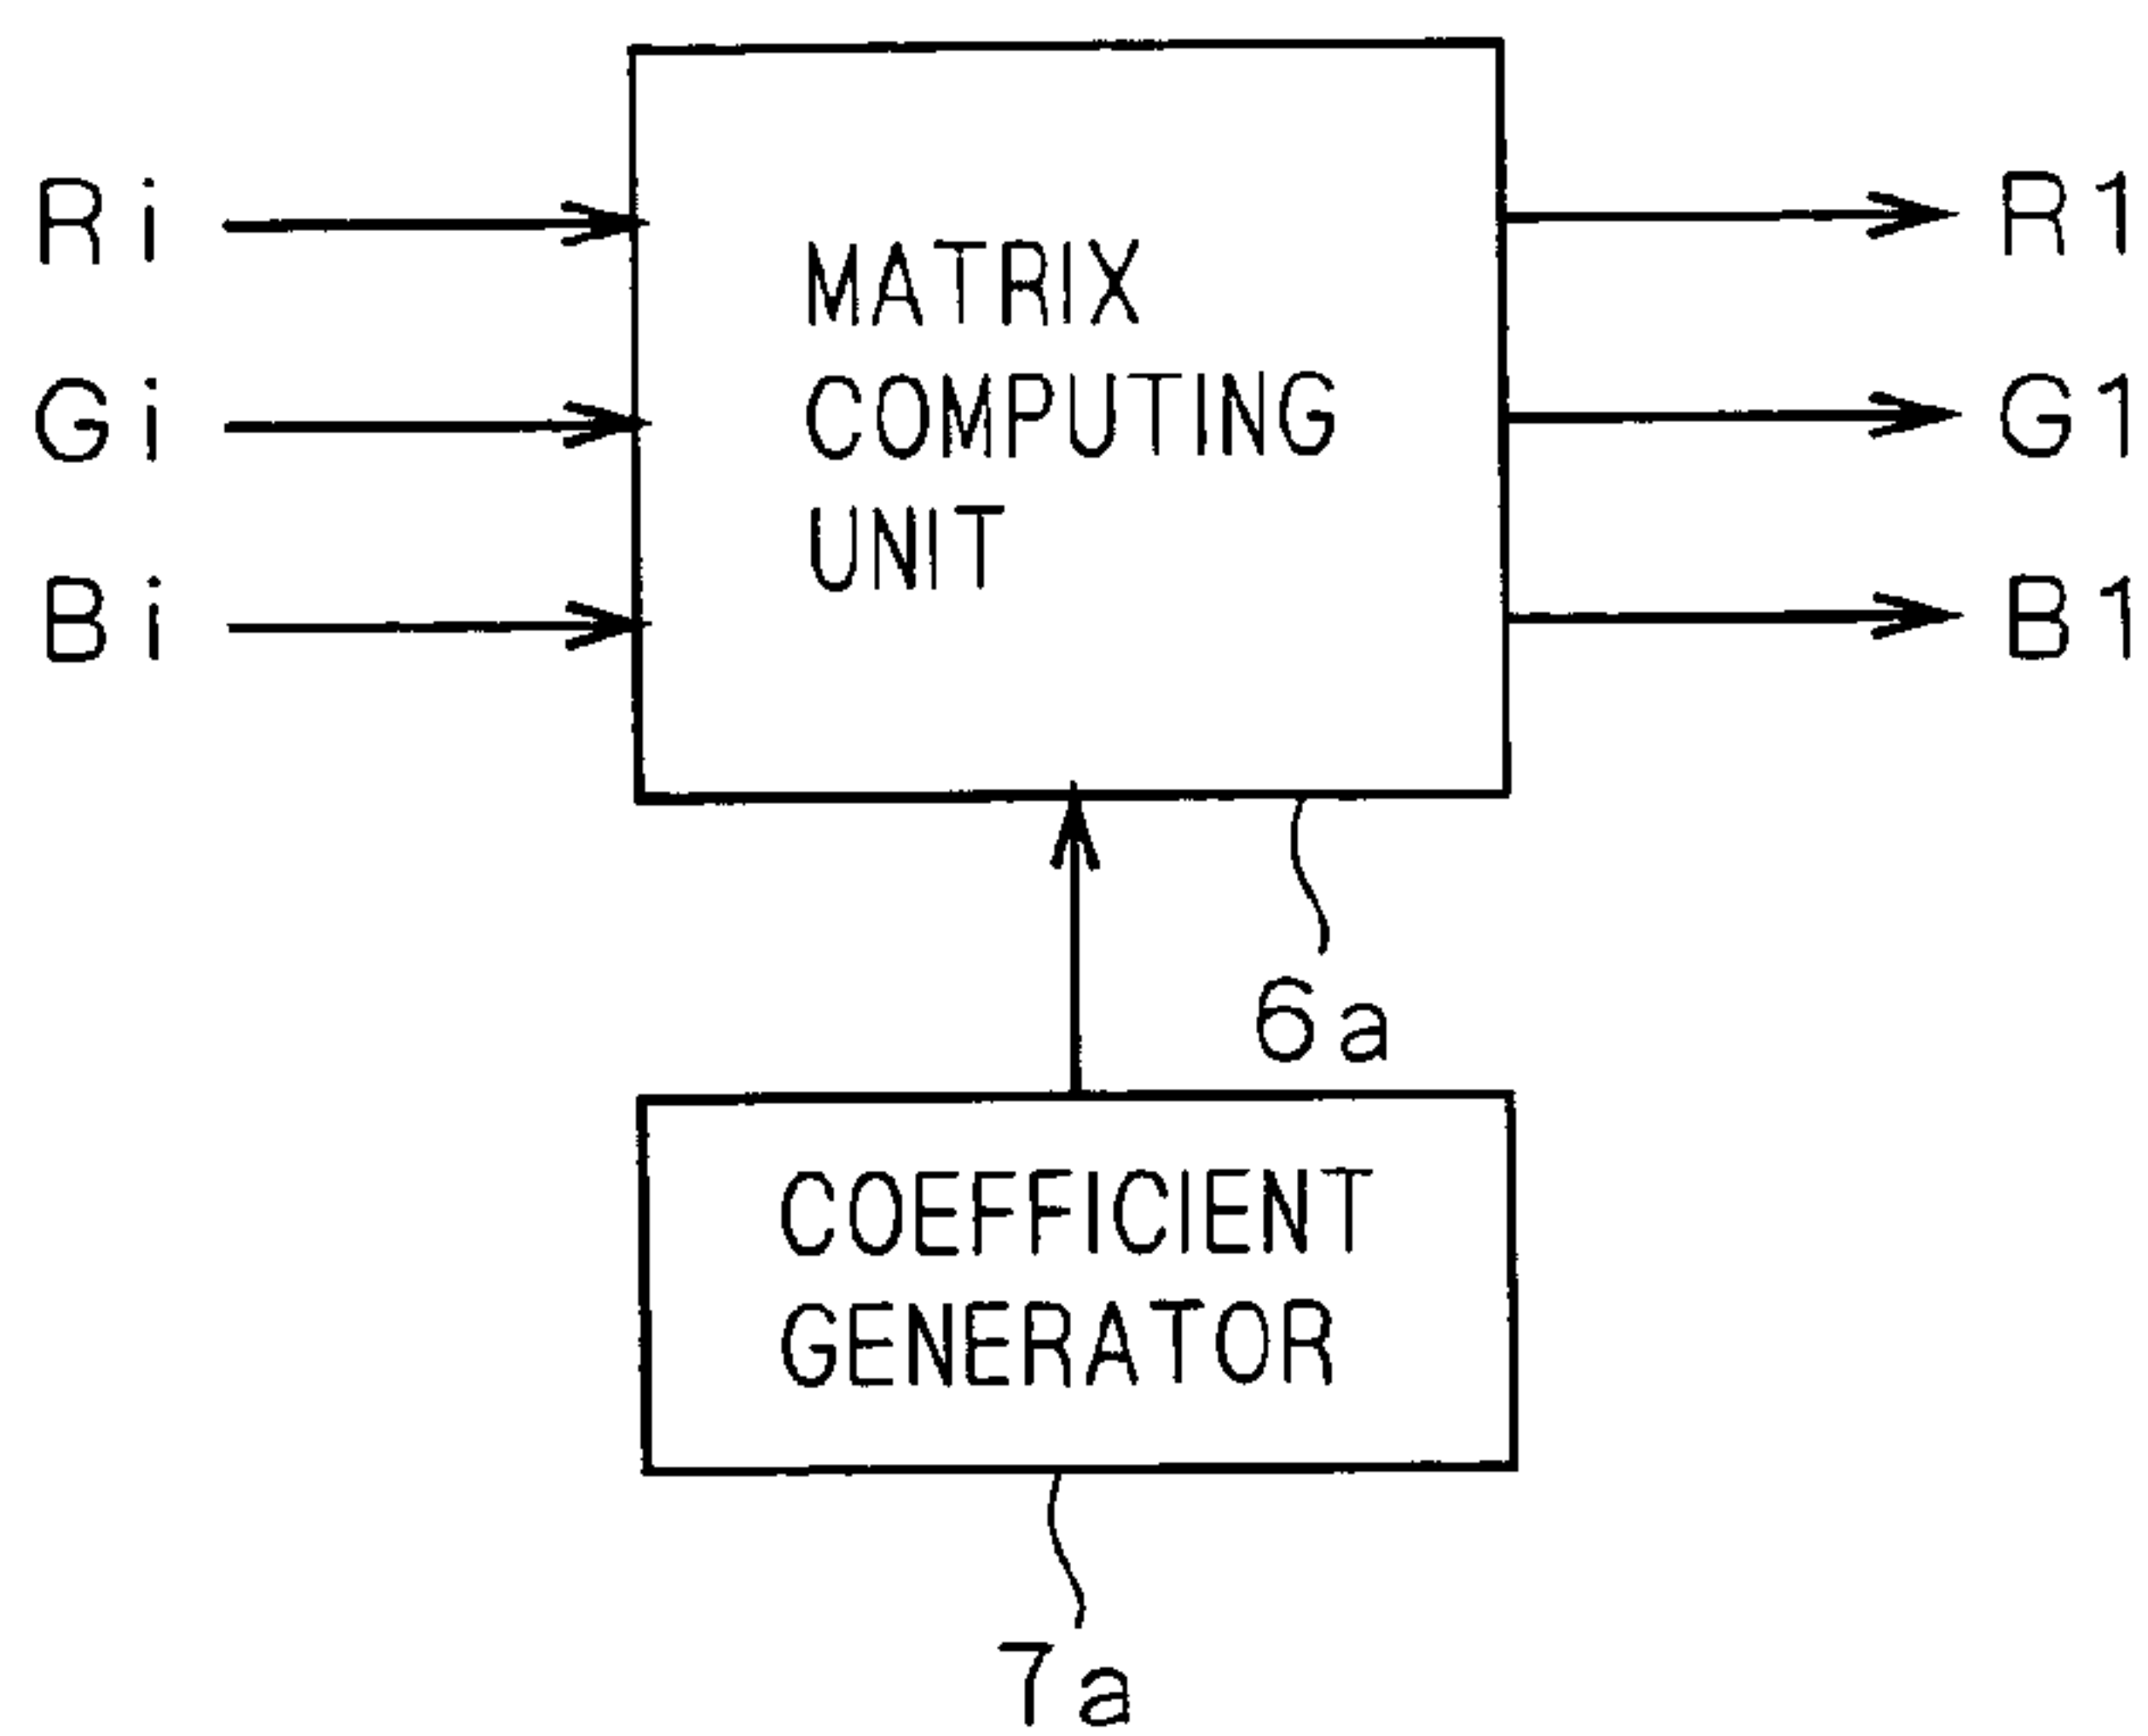 Ri
Gi
Bi
MATRIX
COMPUTING
UNIT
R1
G1
B1
6a
COEFFICIENT
GENERATOR
7a